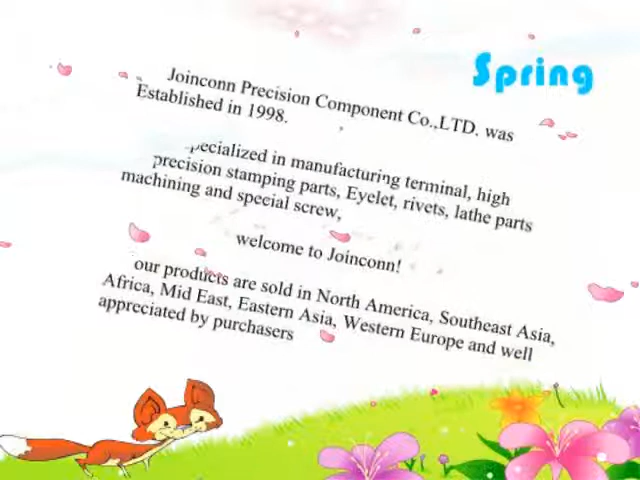 Spring
Joinconn Precision Component Co.,LTD. was
Established in 1998.
pecialized in manufacturing terminal, high
precision stamping parts, Eyelet, rivets, lathe parts
machining and special screw,
welcome to Joinconn!
our products are sold in North America, Southeast Asia,
Africa, Mid East, Eastern Asia, Western Europe and well
appreciated by purchasers